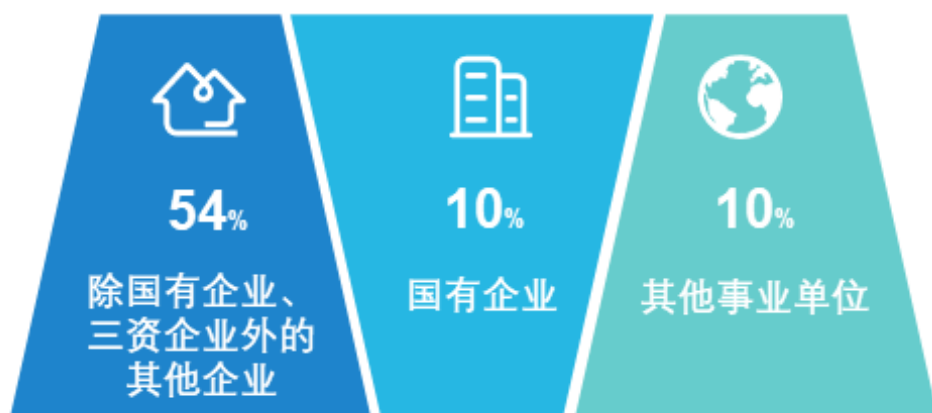 54%
除国有企业、
三资企业外的
其他企业
10%
国有企业
10%
其他事业单位